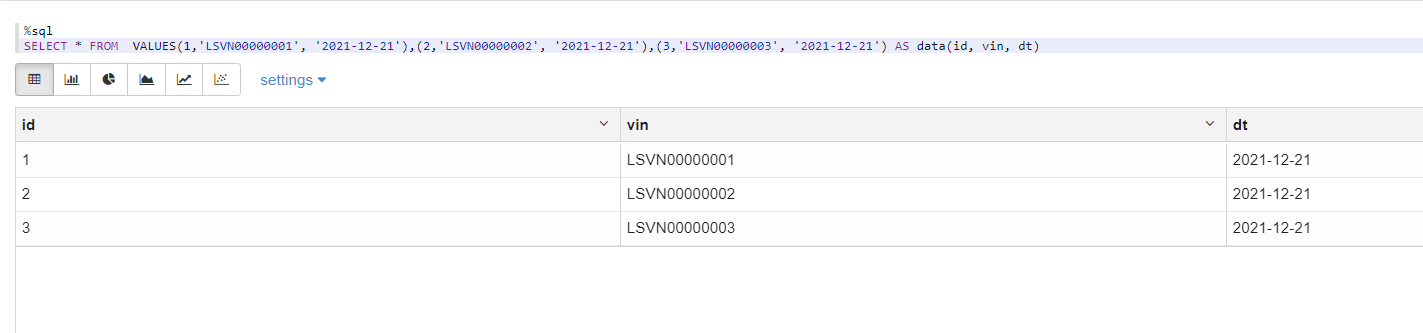 %sql
SELECT * FROM  VALUES(1,'LSVN00000001', '2021-12-21'),(2,'LSVN00000002', '2021-12-21'),(3,'LSVN00000003', '2021-12-21') AS data(id, vin, dt)
settings
id vin dt
1 LSVN00000001 2021-12-21
2 LSVN00000002 2021-12-21
3 LSVN00000003 2021-12-21